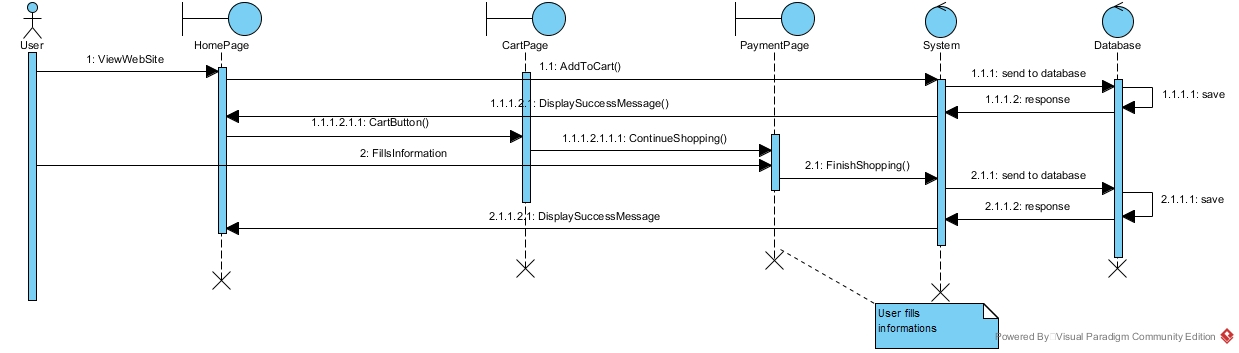 User
HomePage
CartPage
PaymentPage
System
Database
1: ViewWebSite
1.1: AddToCart()
1.1.1: send to database
1.1.1.1: save
1.1.1.2: response
1.1.1.2.1: DisplaySuccessMessage()
1.1.1.2.1.1: CartButton()
1.1.1.2.1.1.1: ContinueShopping()
2: FillsInformation
2.1: FinishShopping()
2.1.1: send to database
2.1.1.1: save
2.1.1.2: response
2.1.1.2.1: DisplaySuccessMessage
User fills
informations
Powered By Visual Paradigm Community Edition